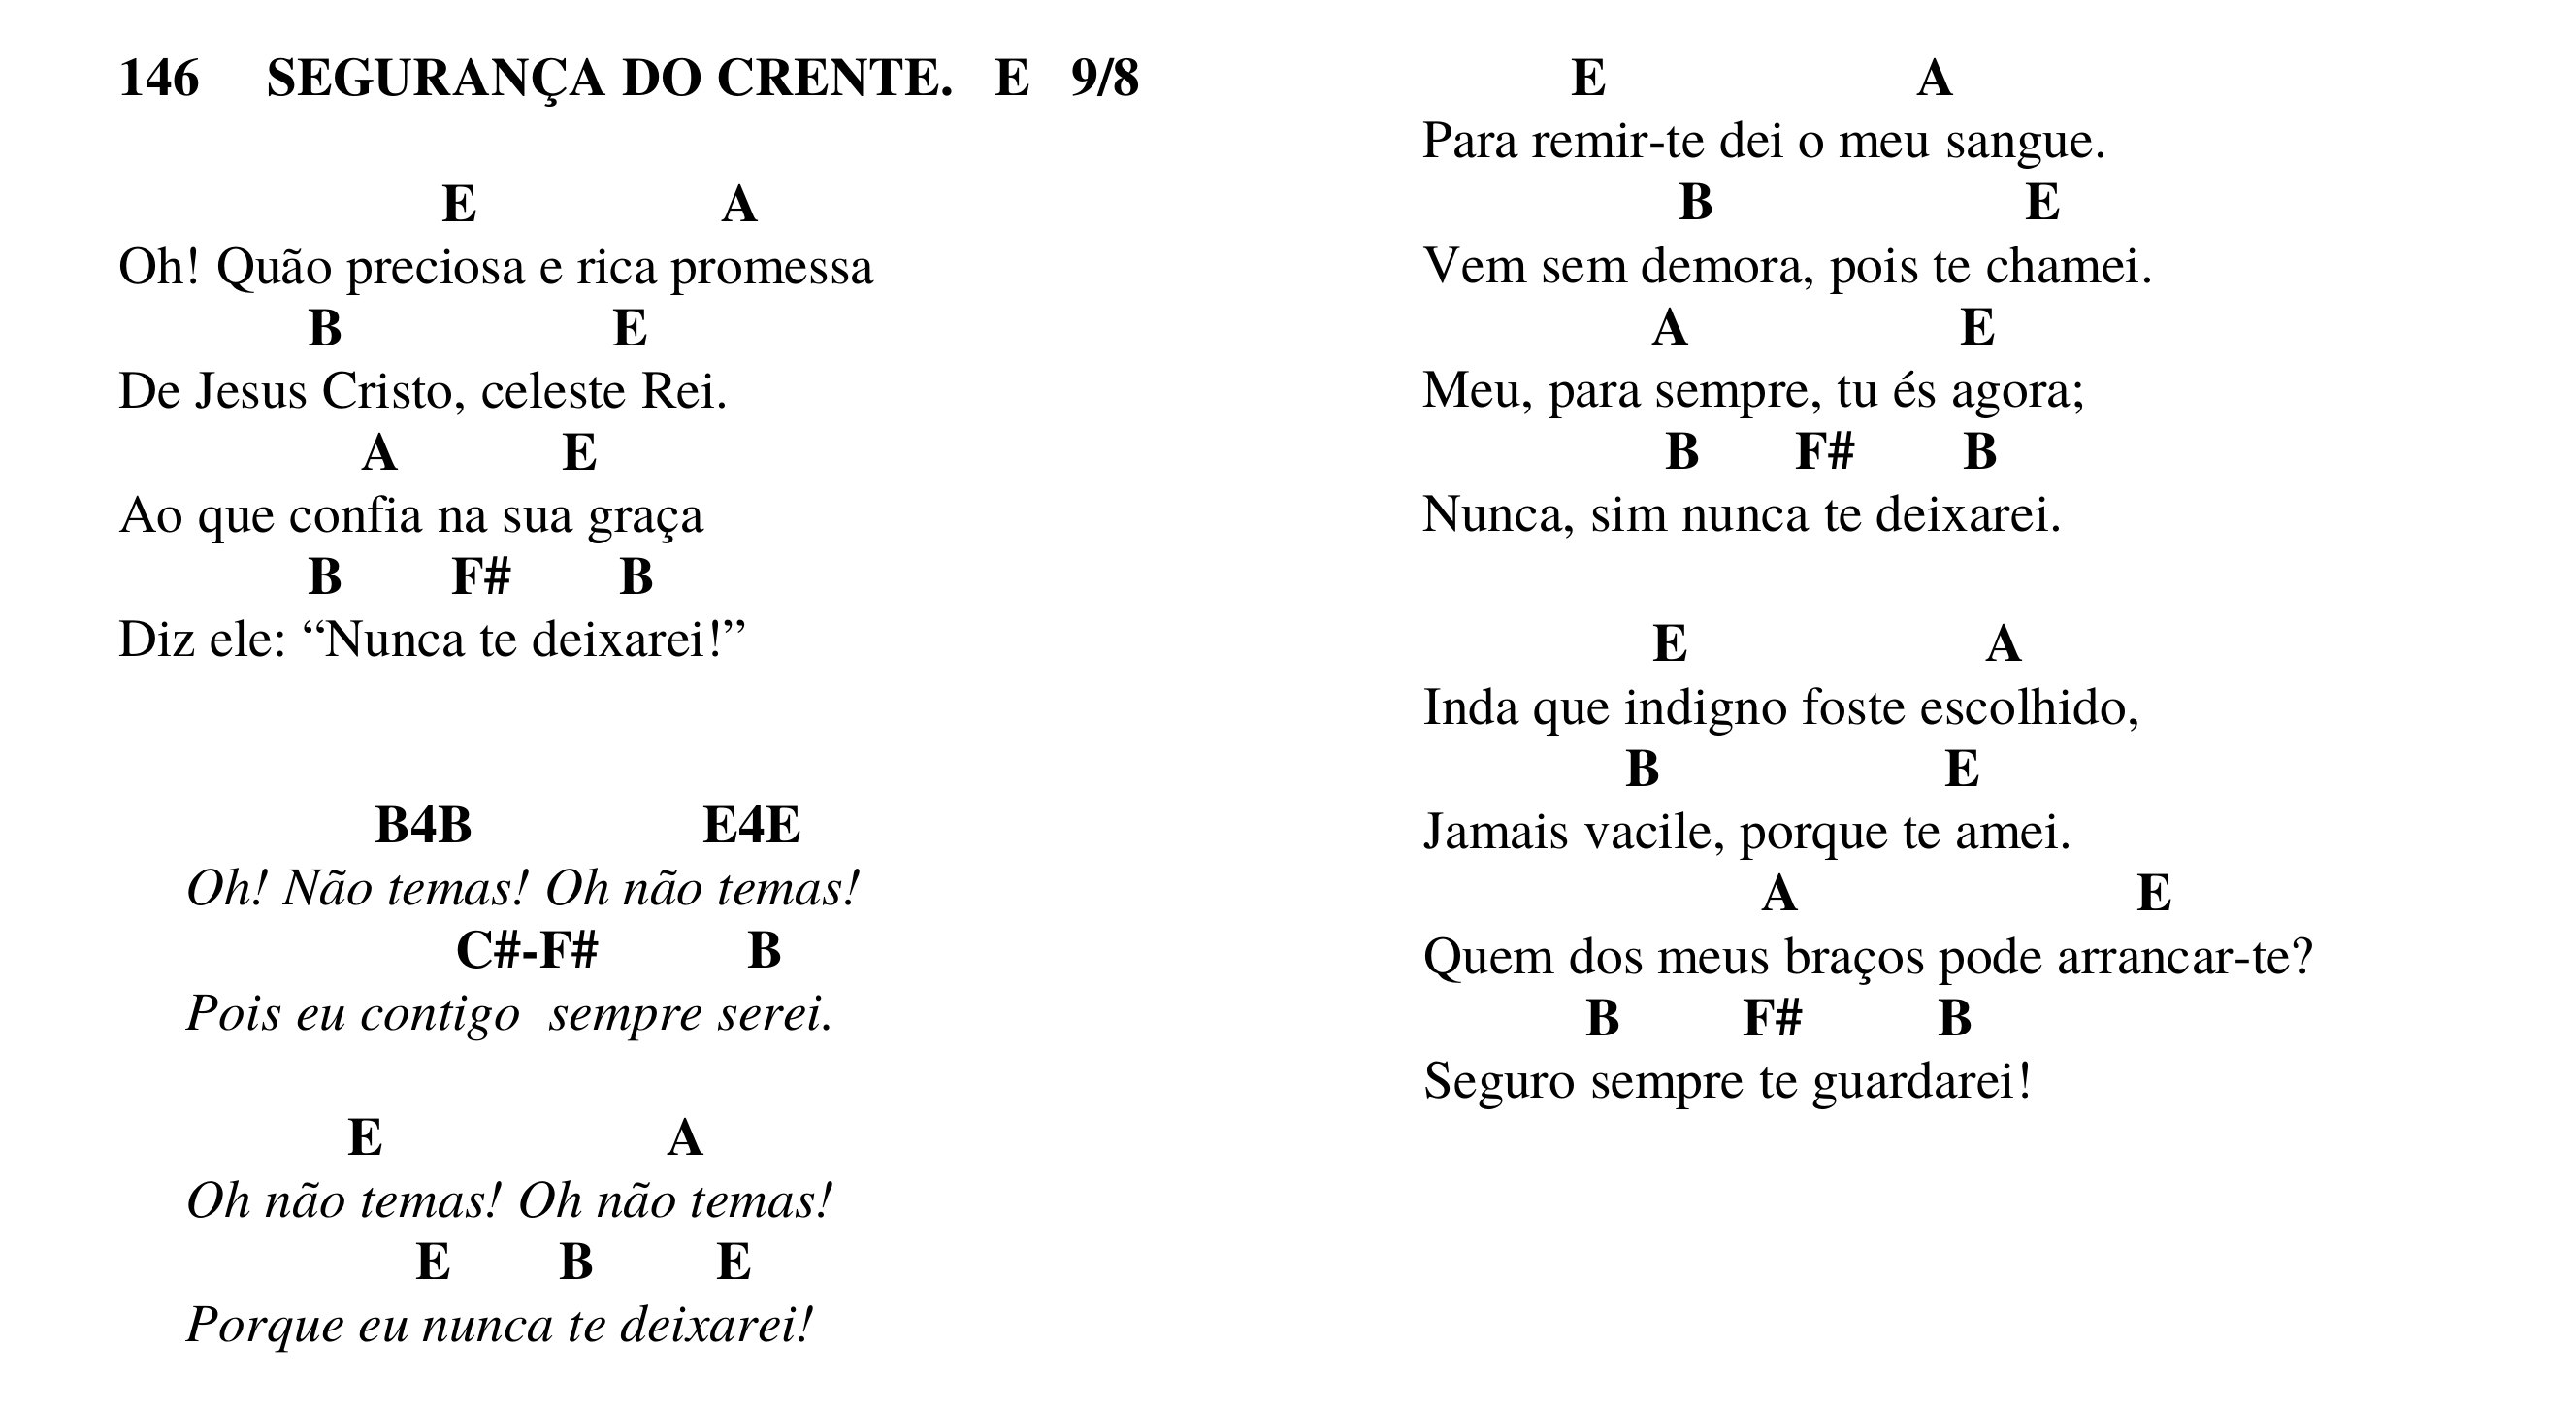 146 SEGURANÇA DO CRENTE. E 9/8
E A
Oh! Quão preciosa e rica promessa
B E
De Jesus Cristo, celeste Rei.
A E
Ao que confia na sua graça
B F# B
Diz ele: “Nunca te deixarei!”
B4B E4E
Oh! Não temas! Oh não temas!
C#-F# B
Pois eu contigo sempre serei.
E A
Oh não temas! Oh não temas!
E B E
Porque eu nunca te deixarei!
E A
Para remir-te dei o meu sangue.
B E
Vem sem demora, pois te chamei.
A E
Meu, para sempre, tu és agora;
B F# B
Nunca, sim nunca te deixarei.
E A
Inda que indigno foste escolhido,
B E
Jamais vacile, porque te amei.
A E
Quem dos meus braços pode arrancar-te?
B F# B
Seguro sempre te guardarei!